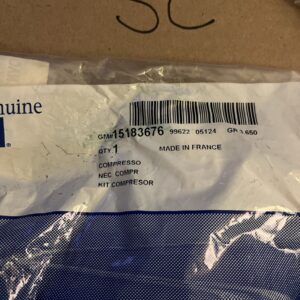 SC
nuine
GM#15183676 99622 05124 GR 3.650
QTY 1 MADE IN FRANCE
COMPRESSO
NEC COMPR
KIT COMPRESOR